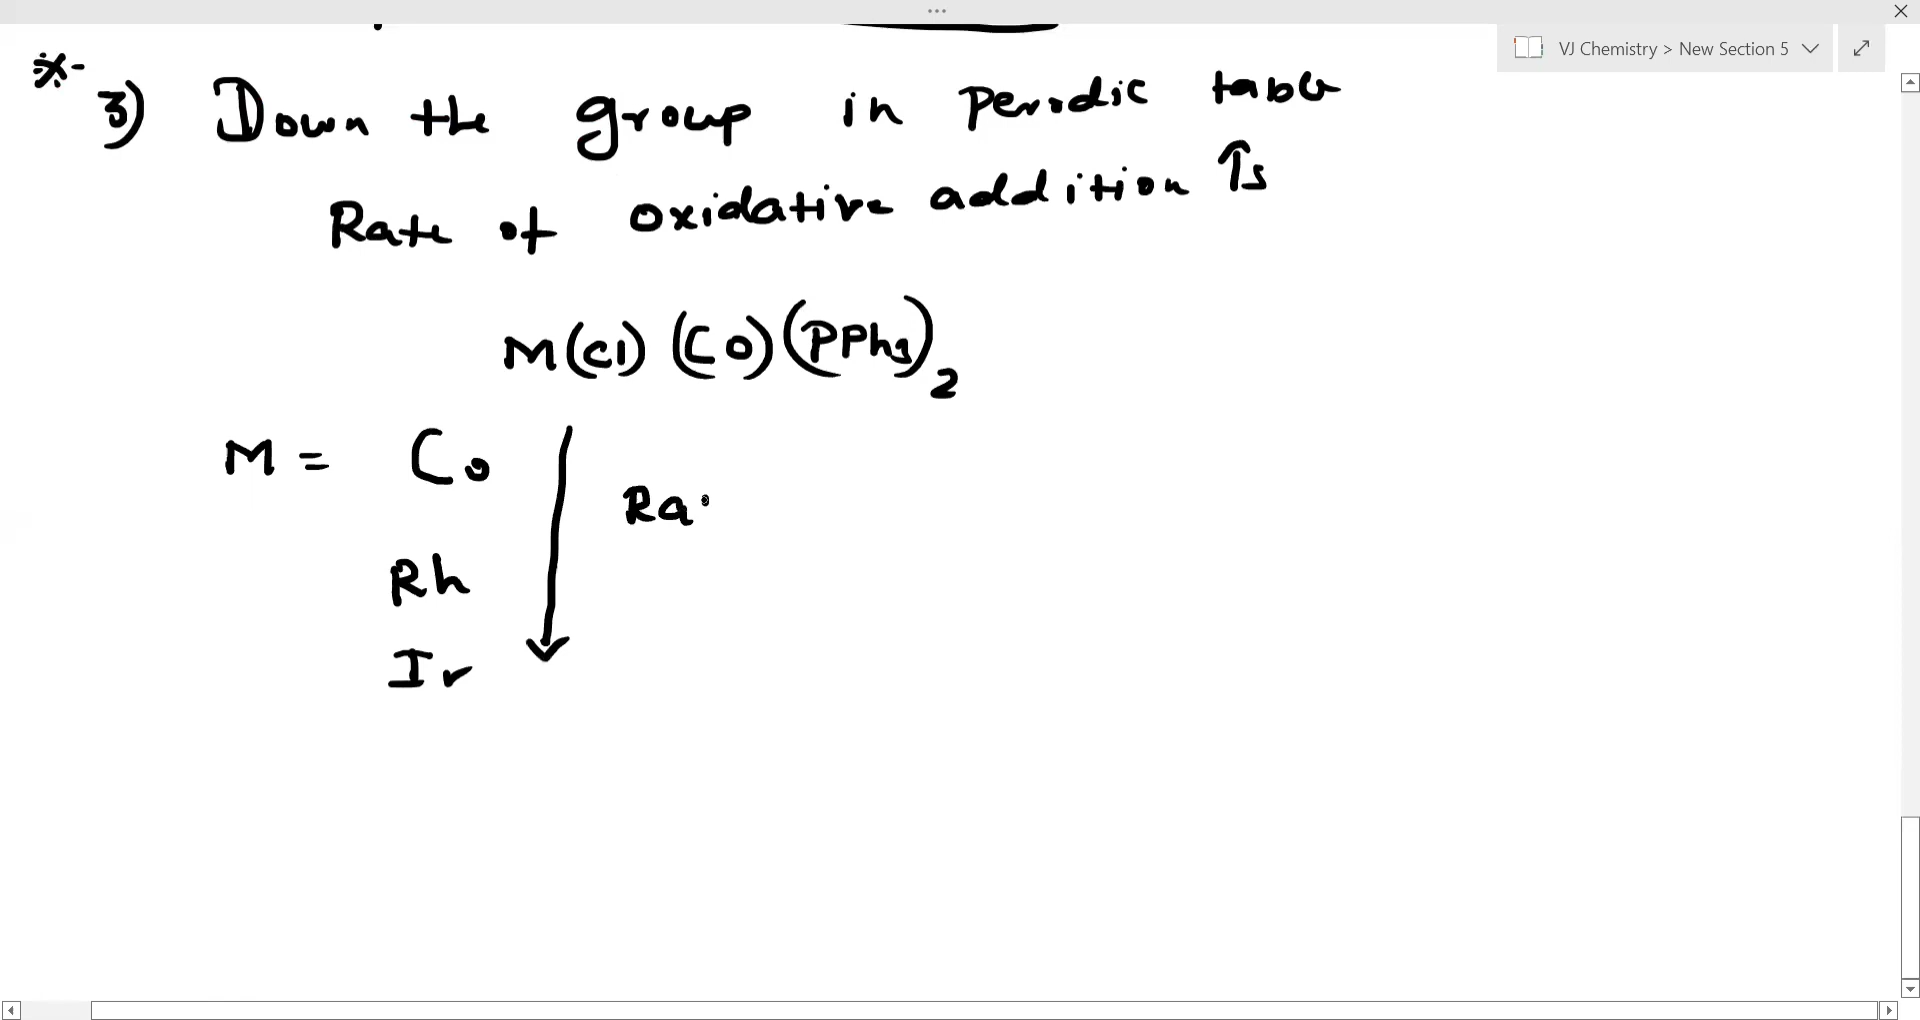 VJ Chemistry > New Section 5
3) Down the group in Periodic table
Rate of oxidative addition ↑s
M(Cl) (CO) (PPh3)2
M = Co
Ra
Rh
Ir